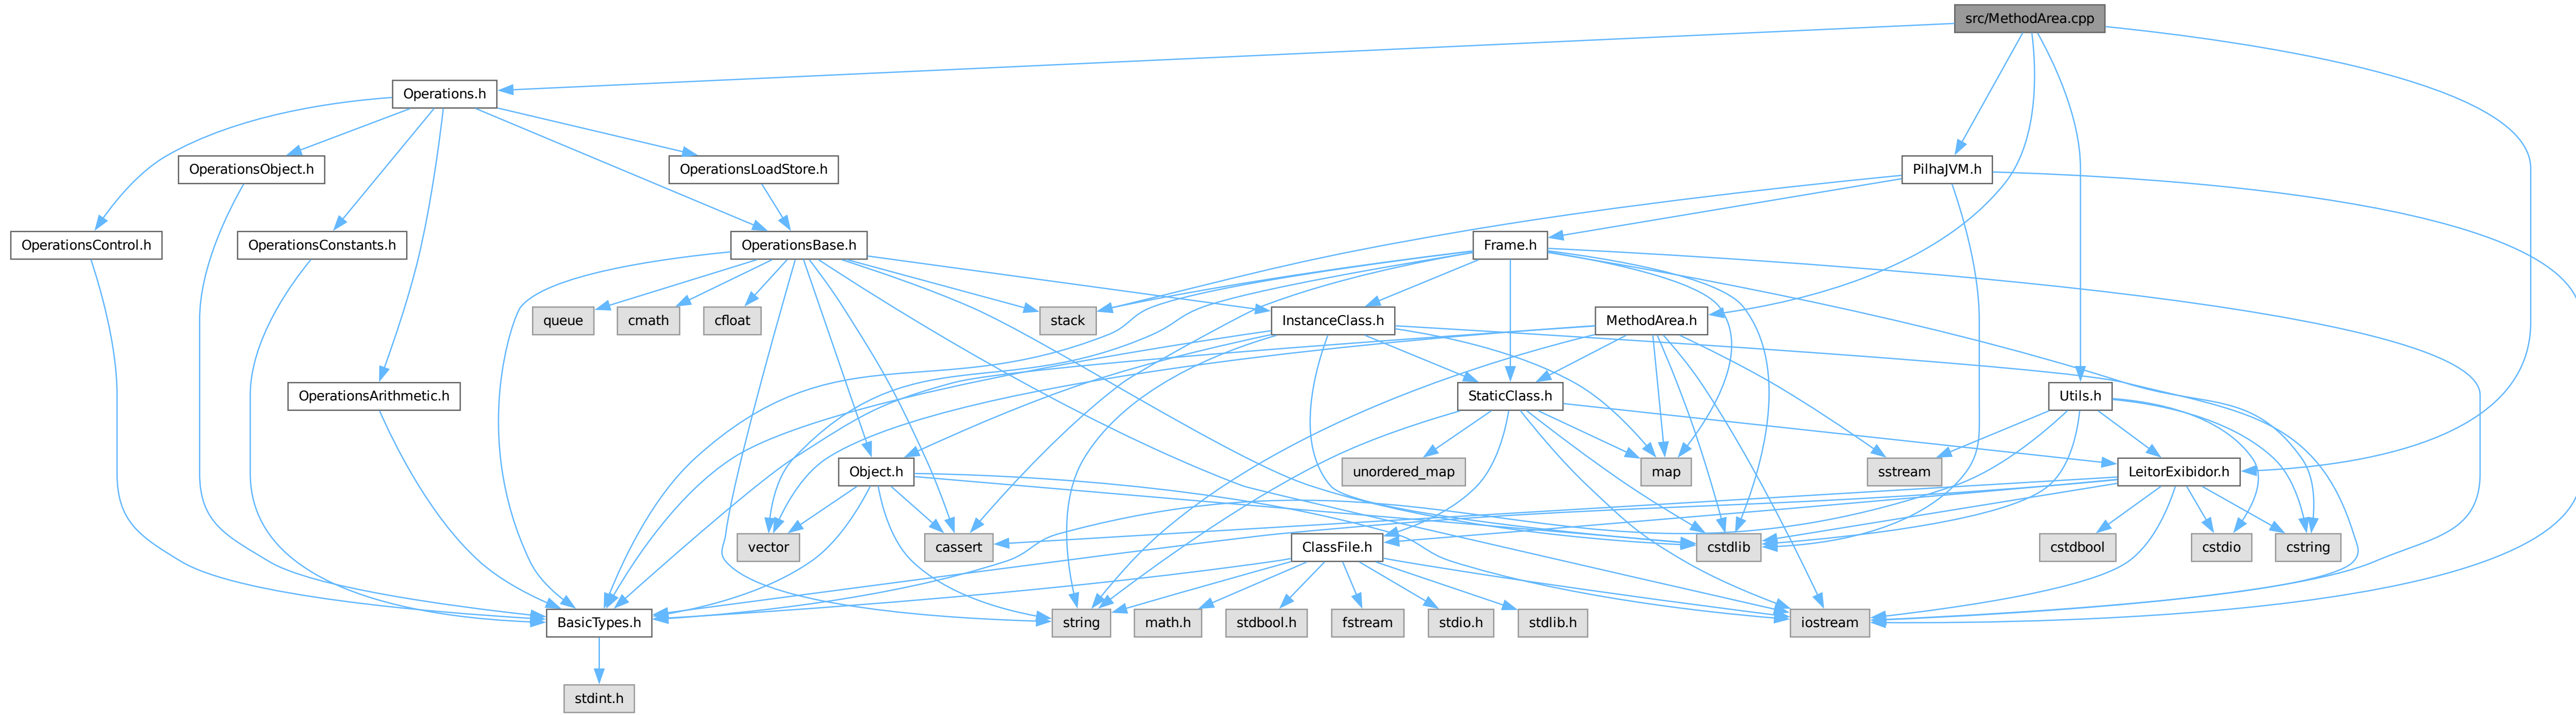 src/MethodArea.cpp
Operations.h
OperationsObject.h
OperationsLoadStore.h
PilhaJVM.h
OperationsControl.h
OperationsConstants.h
OperationsBase.h
Frame.h
queue
cmath
cfloat
stack
InstanceClass.h
MethodArea.h
OperationsArithmetic.h
StaticClass.h
Utils.h
Object.h
unordered_map
map
sstream
LeitorExibidor.h
vector
cassert
ClassFile.h
cstdlib
cstdbool
cstdio
cstring
BasicTypes.h
string
math.h
stdbool.h
fstream
stdio.h
stdlib.h
iostream
stdint.h